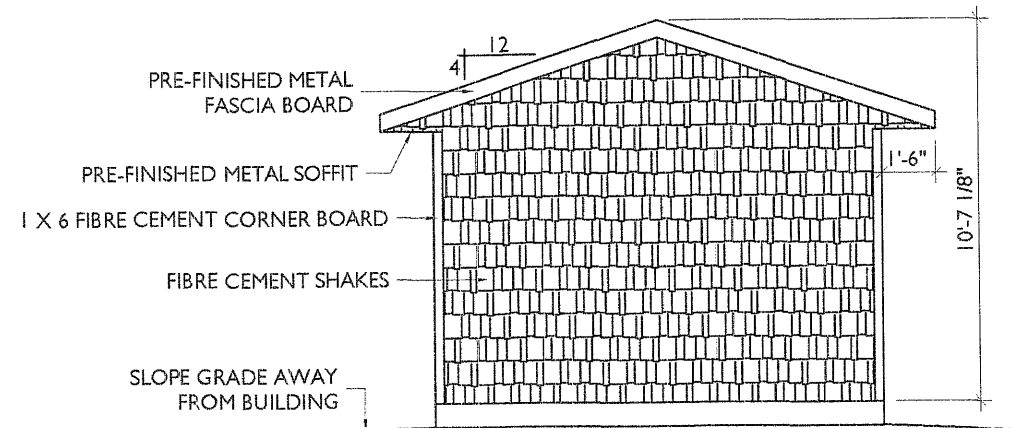 12
4
PRE-FINISHED METAL
FASCIA BOARD
PRE-FINISHED METAL SOFFIT
1'-6"
1 X 6 FIBRE CEMENT CORNER BOARD
10'-7 1/8"
FIBRE CEMENT SHAKES
SLOPE GRADE AWAY
FROM BUILDING